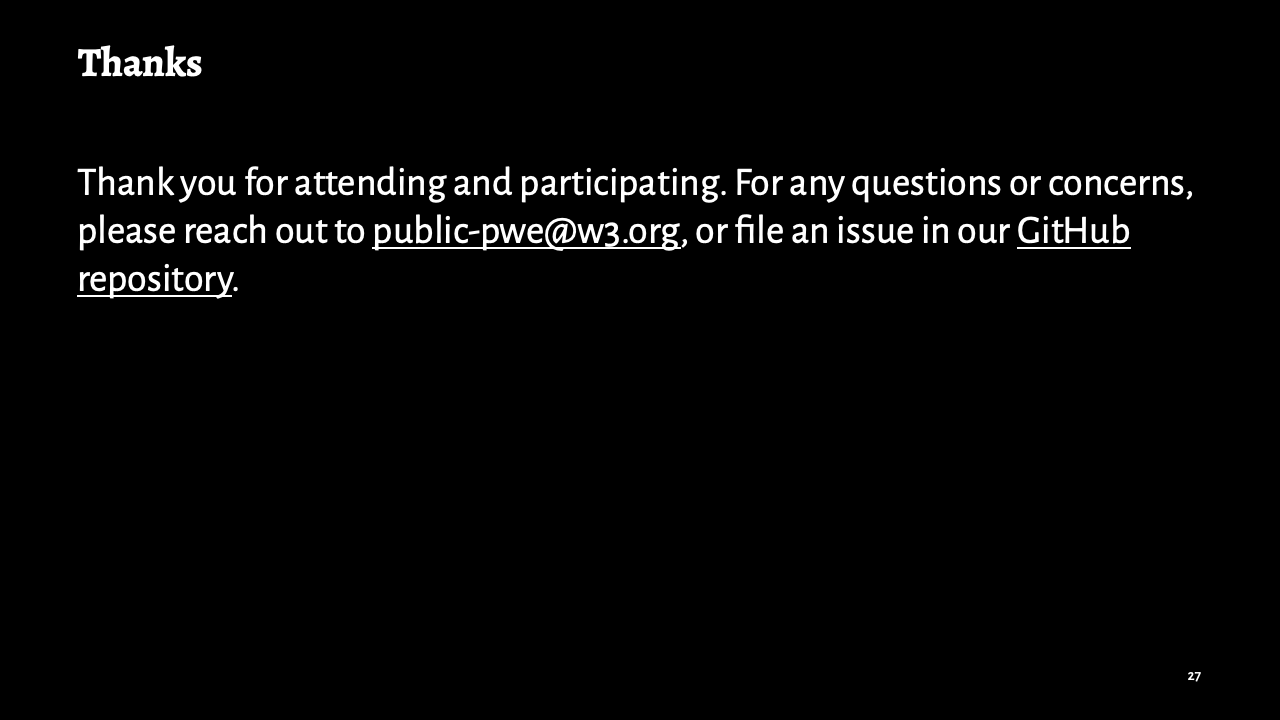 Thanks
Thank you for attending and participating. For any questions or concerns,
please reach out to public-pwe@w3.org, or file an issue in our GitHub
repository.
27